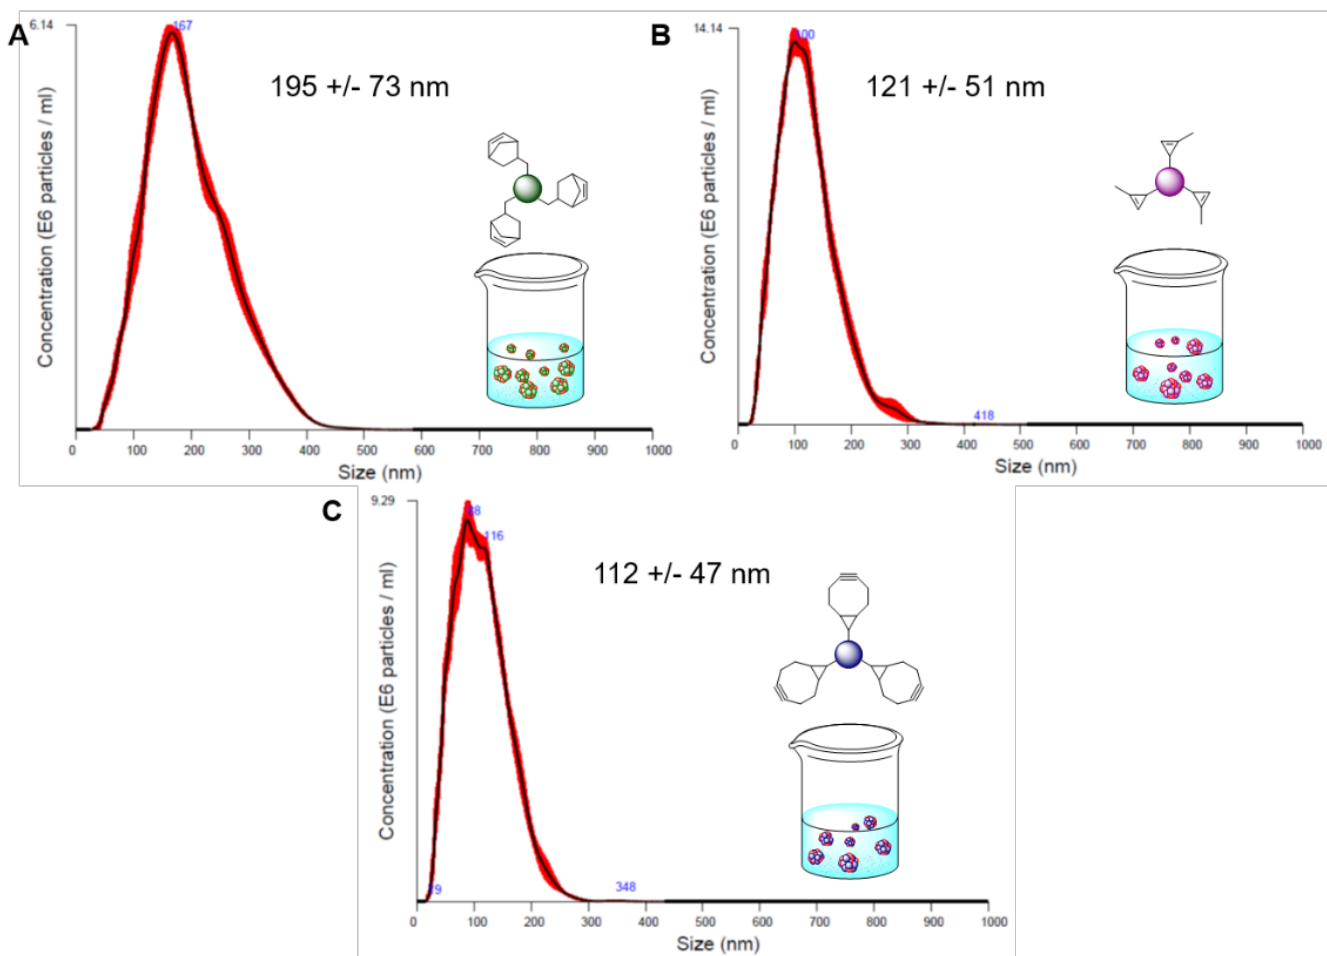 A
6.14
167
195 +/- 73 nm
Concentration (E6 particles / ml)
0 100 200 300 400 500 600 700 800 900 1000
Size (nm)
B
14.14
100
121 +/- 51 nm
Concentration (E6 particles / ml)
418
0 100 200 300 400 500 600 700 800 900 1000
Size (nm)
C
9.29
88
116
112 +/- 47 nm
Concentration (E6 particles / ml)
348
0 100 200 300 400 500 600 700 800 900 1000
Size (nm)